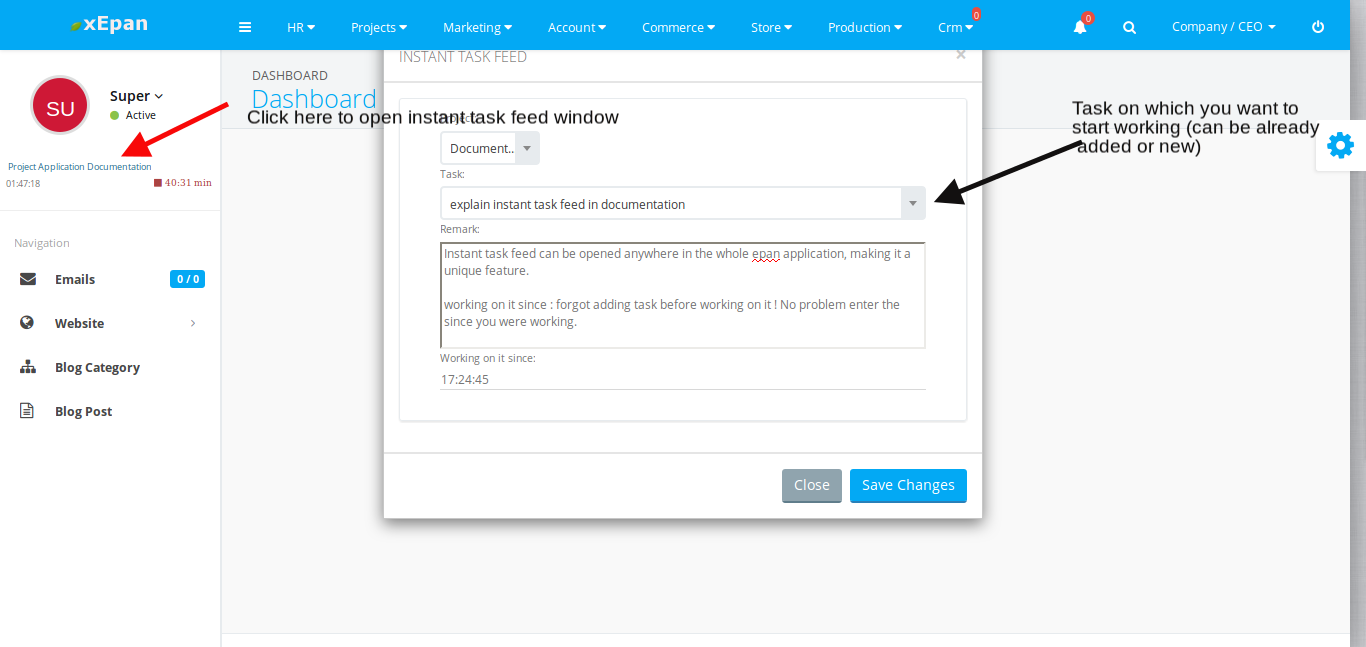 xEpan
HR
Projects
Marketing
Account
Commerce
Store
Production
Crm
0
0
Company / CEO
INSTANT TASK FEED
×
SU
Super
Active
DASHBOARD
Dashboard
Click here to open instant task feed window
Task on which you want to
start working (can be already
added or new)
Project Application Documentation
01:47:18
40:31 min
Document..
Task:
explain instant task feed in documentation
Remark:
Instant task feed can be opened anywhere in the whole epan application, making it a
unique feature.
working on it since : forgot adding task before working on it ! No problem enter the
since you were working.
Working on it since:
17:24:45
Close
Save Changes
Navigation
Emails
0 / 0
Website
Blog Category
Blog Post